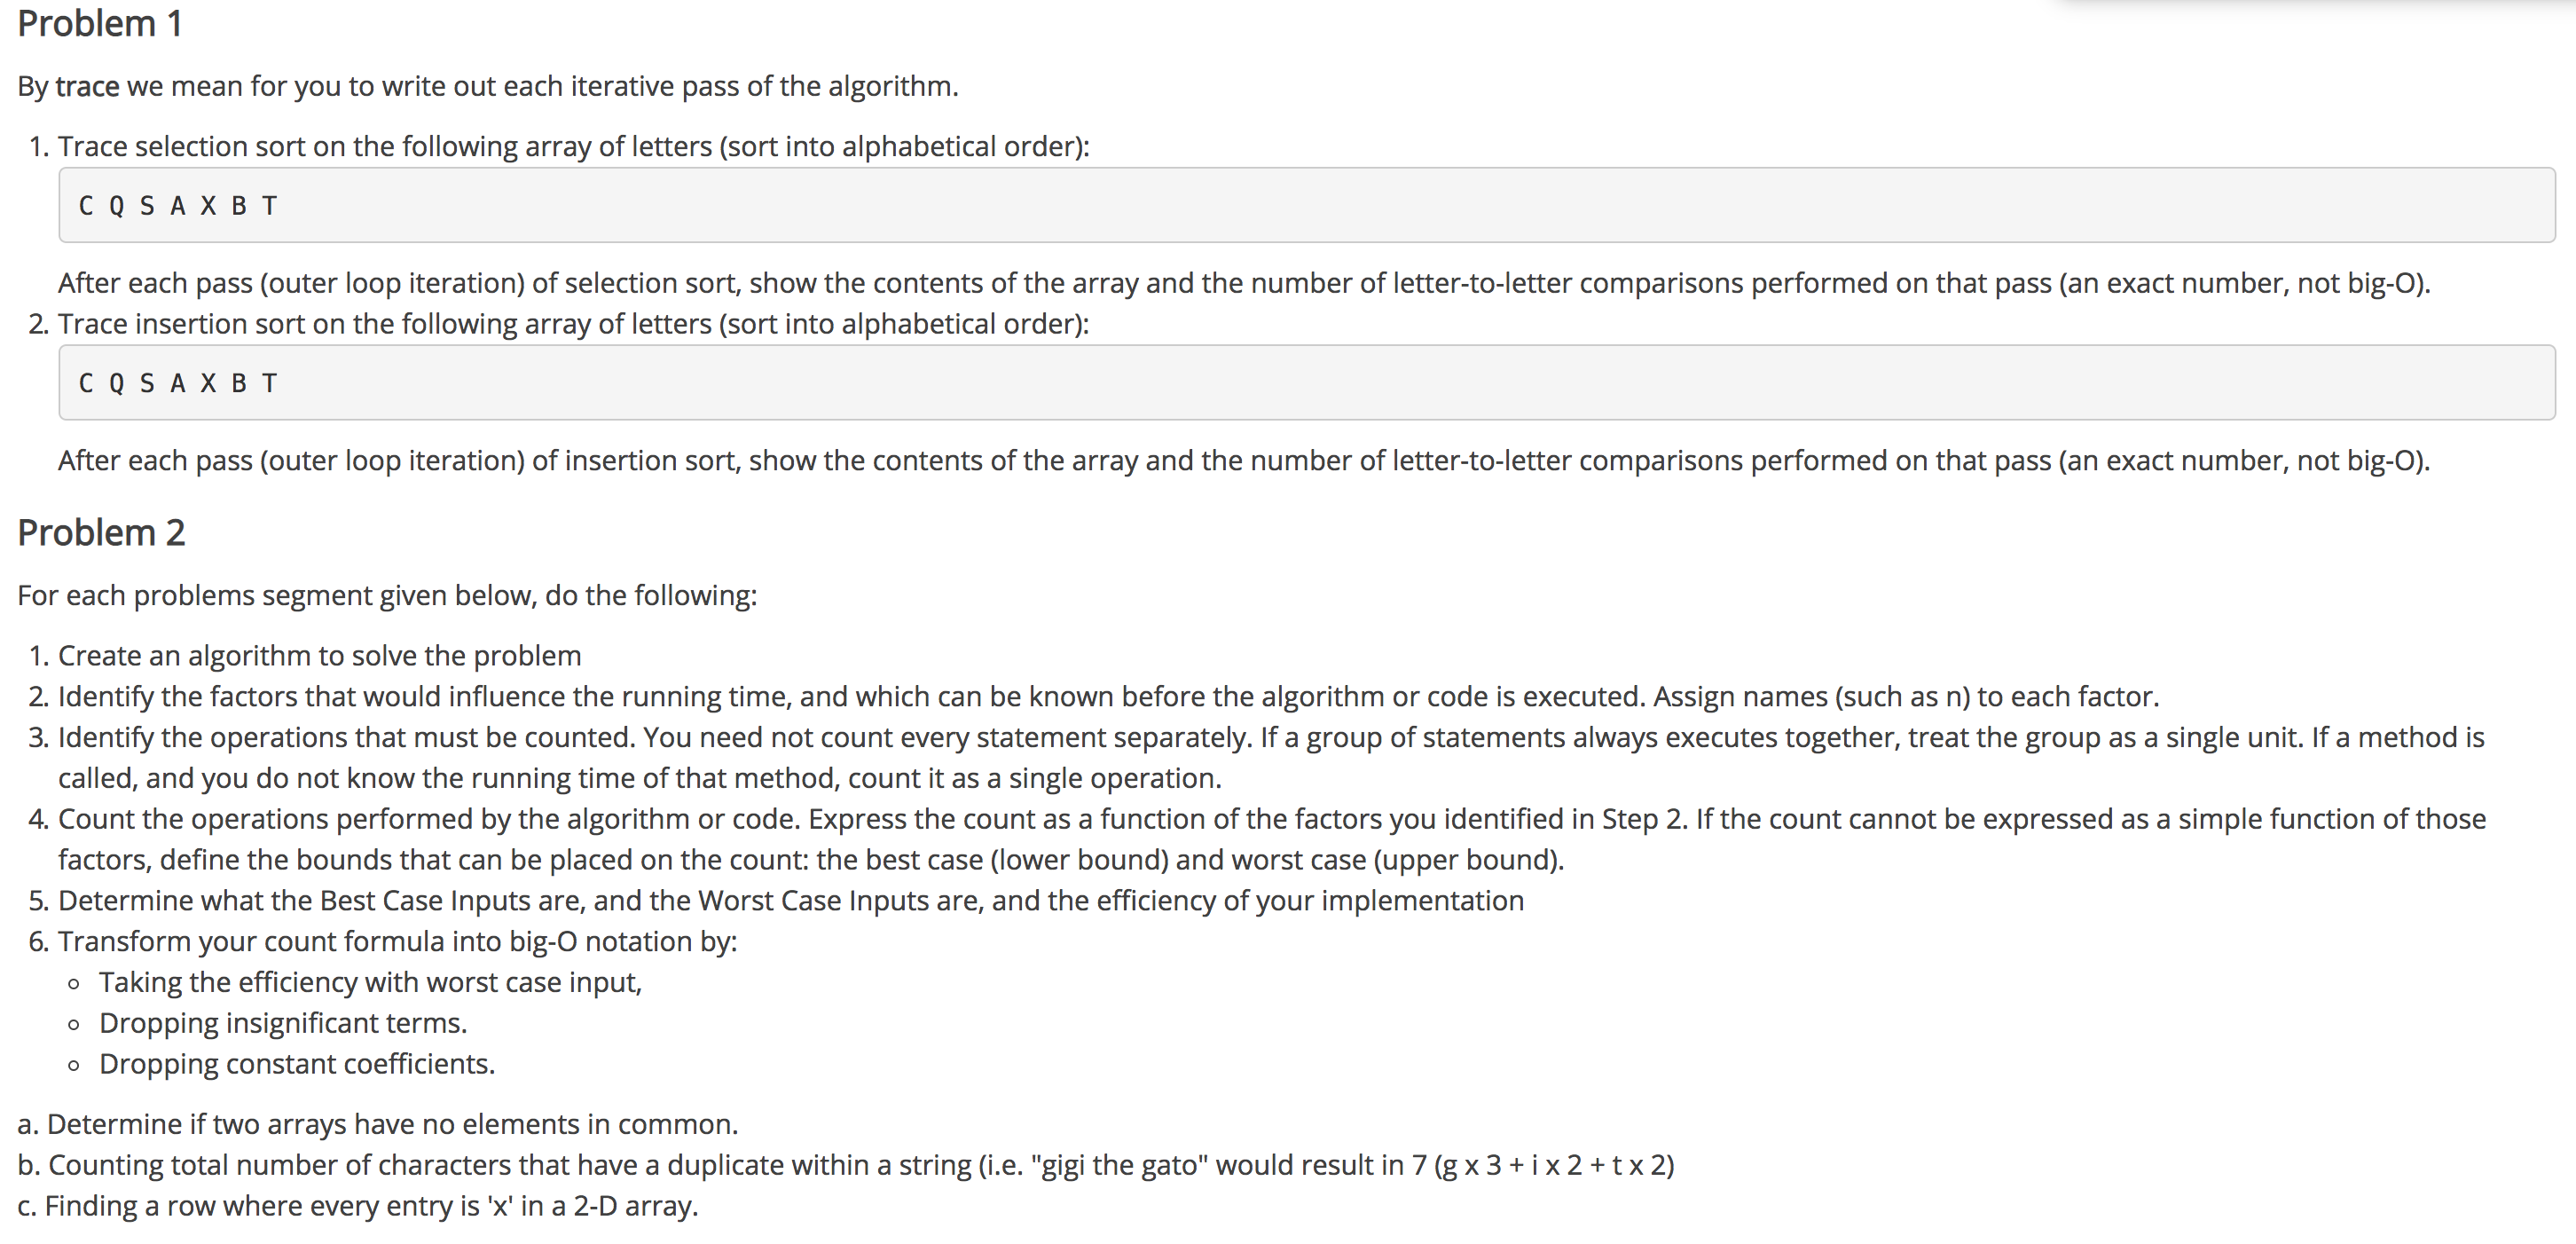 Problem 1
By trace we mean for you to write out each iterative pass of the algorithm.
1. Trace selection sort on the following array of letters (sort into alphabetical order):
C Q S A X B T
After each pass (outer loop iteration) of selection sort, show the contents of the array and the number of letter-to-letter comparisons performed on that pass (an exact number, not big-O).
2. Trace insertion sort on the following array of letters (sort into alphabetical order):
C Q S A X B T
After each pass (outer loop iteration) of insertion sort, show the contents of the array and the number of letter-to-letter comparisons performed on that pass (an exact number, not big-O).
Problem 2
For each problems segment given below, do the following:
1. Create an algorithm to solve the problem
2. Identify the factors that would influence the running time, and which can be known before the algorithm or code is executed. Assign names (such as n) to each factor.
3. Identify the operations that must be counted. You need not count every statement separately. If a group of statements always executes together, treat the group as a single unit. If a method is
called, and you do not know the running time of that method, count it as a single operation.
4. Count the operations performed by the algorithm or code. Express the count as a function of the factors you identified in Step 2. If the count cannot be expressed as a simple function of those
factors, define the bounds that can be placed on the count: the best case (lower bound) and worst case (upper bound).
5. Determine what the Best Case Inputs are, and the Worst Case Inputs are, and the efficiency of your implementation
6. Transform your count formula into big-O notation by:
◦ Taking the efficiency with worst case input,
◦ Dropping insignificant terms.
◦ Dropping constant coefficients.
a. Determine if two arrays have no elements in common.
b. Counting total number of characters that have a duplicate within a string (i.e. "gigi the gato" would result in 7 (g x 3 + i x 2 + t x 2)
c. Finding a row where every entry is 'x' in a 2-D array.